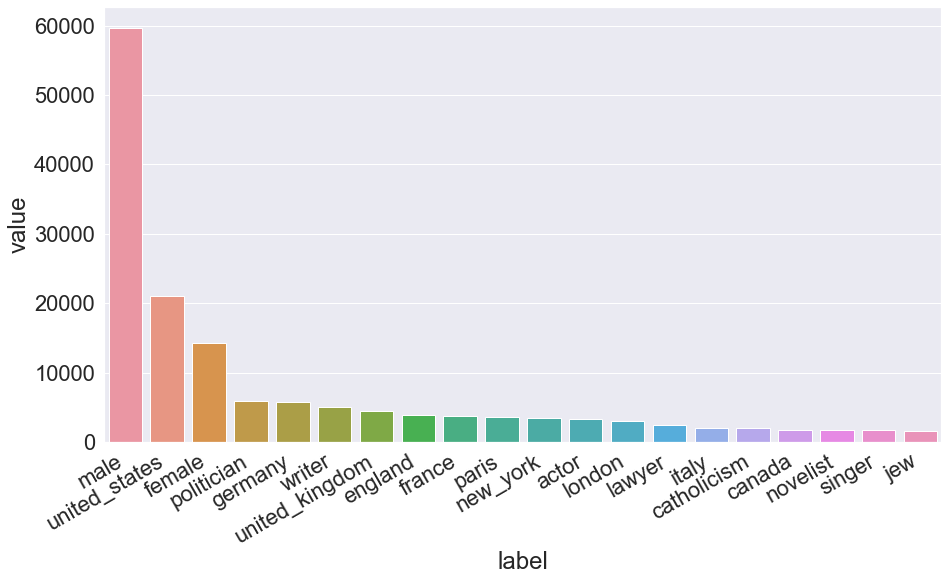 60000
50000
40000
30000
20000
10000
0
value
male
united_states
female
politician
germany
writer
united_kingdom
england
france
paris
new_york
actor
london
lawyer
italy
catholicism
canada
novelist
singer
jew
label